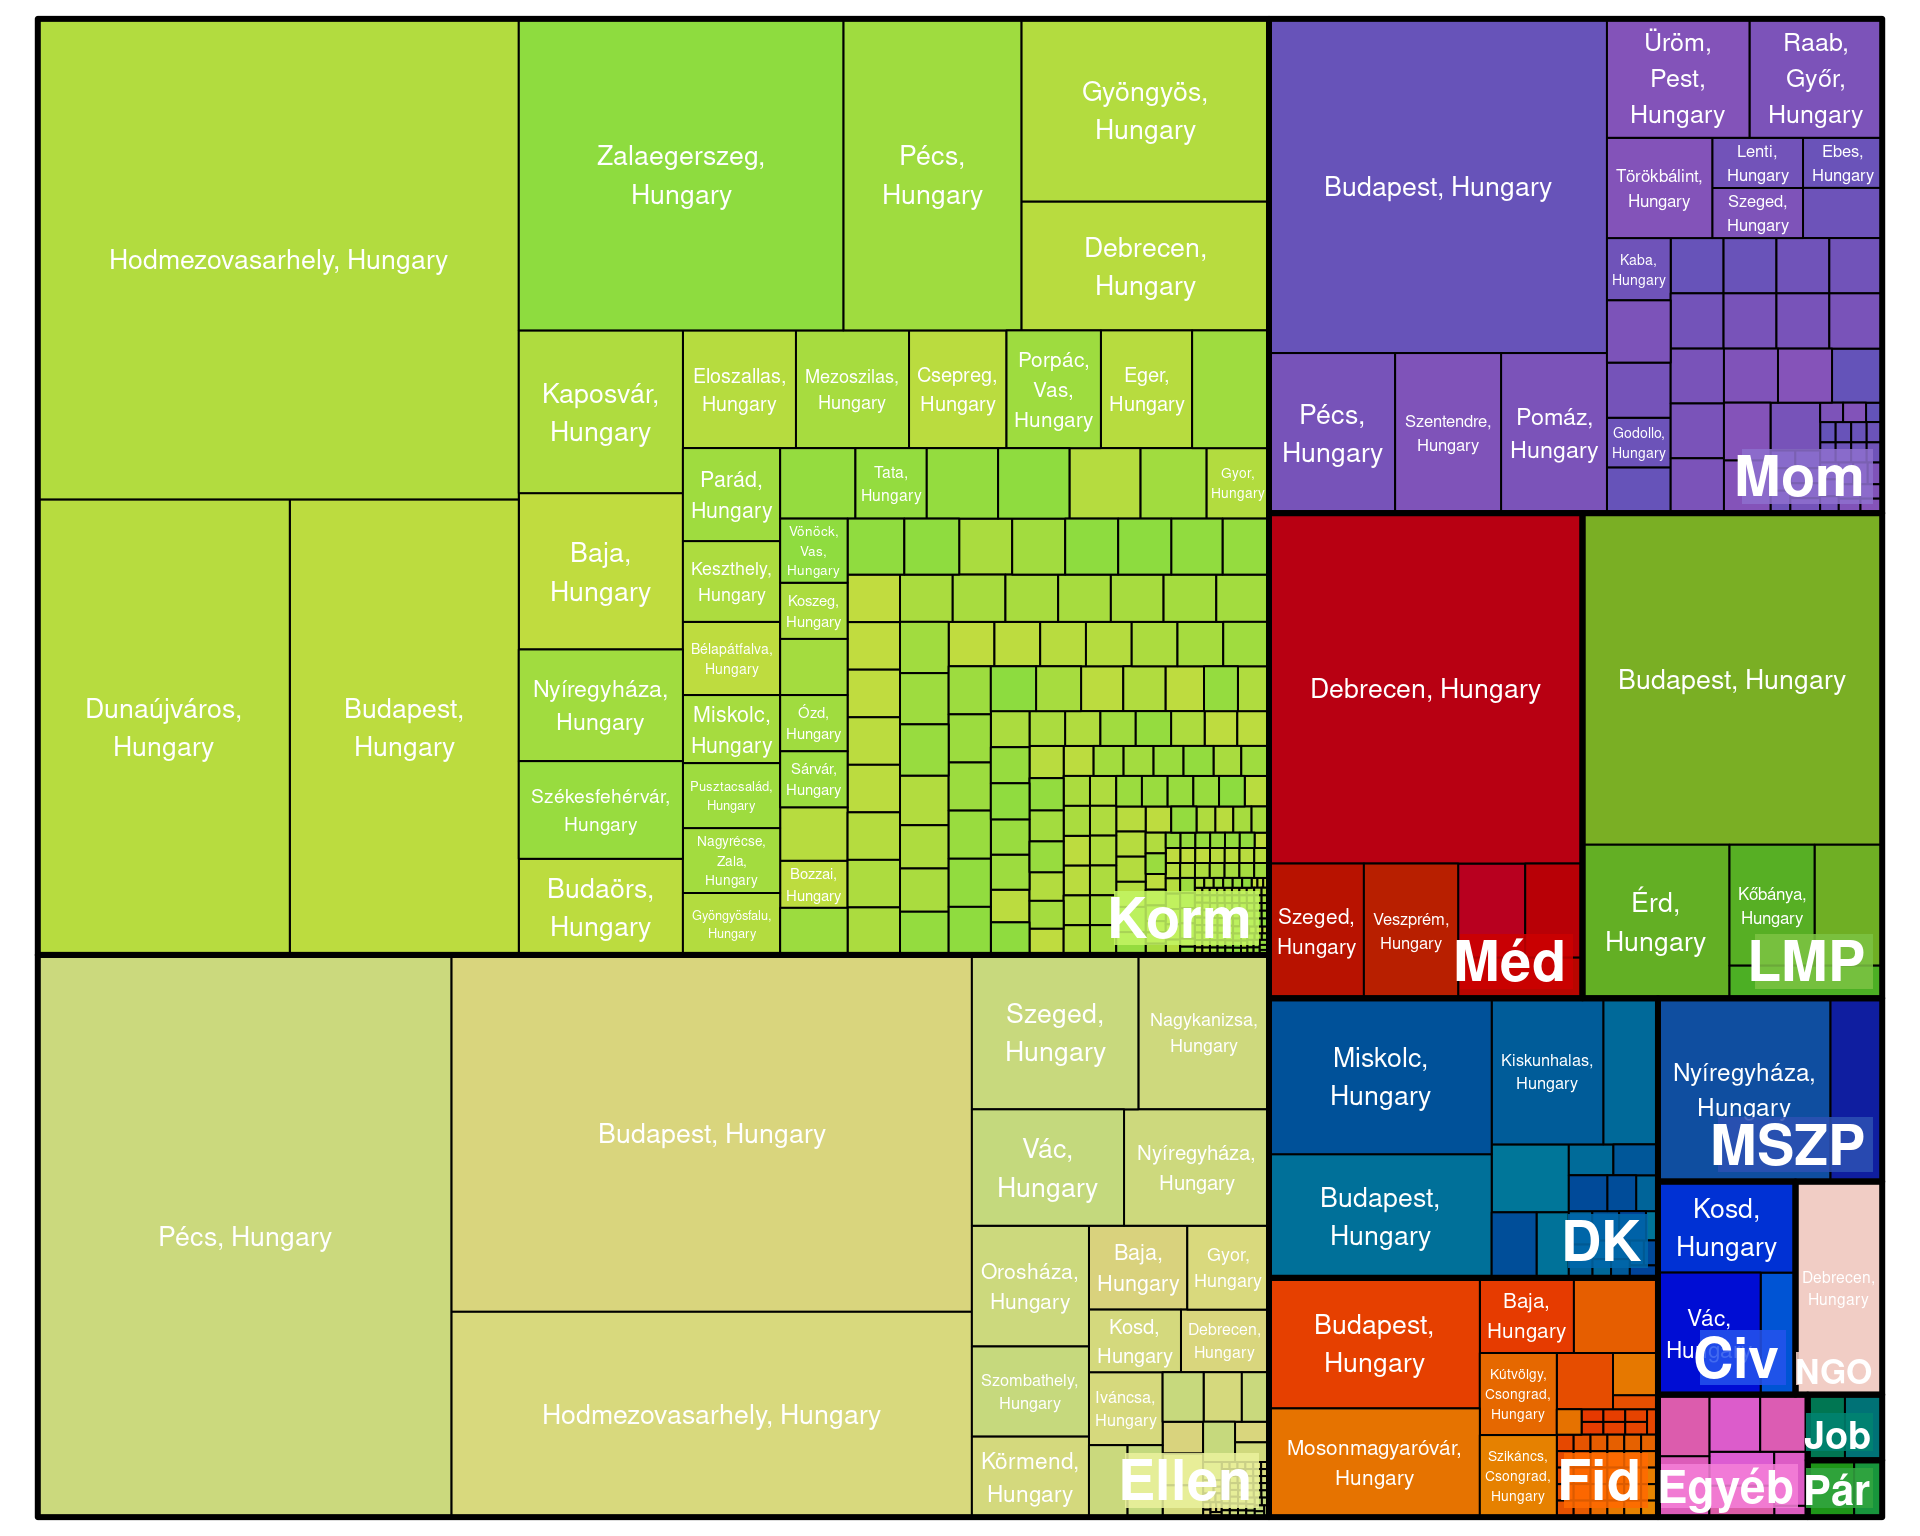 Hodmezovasarhely, Hungary
Dunaújváros,
Hungary
Budapest,
Hungary
Zalaegerszeg,
Hungary
Pécs,
Hungary
Gyöngyös,
Hungary
Debrecen,
Hungary
Kaposvár,
Hungary
Baja,
Hungary
Nyíregyháza,
Hungary
Székesfehérvár,
Hungary
Budaörs,
Hungary
Eloszallas,
Hungary
Mezoszilas,
Hungary
Csepreg,
Hungary
Porpác,
Vas,
Hungary
Eger,
Hungary
Parád,
Hungary
Keszthely,
Hungary
Bélapátfalva,
Hungary
Miskolc,
Hungary
Pusztacsalád,
Hungary
Nagyrécse,
Zala,
Hungary
Gyöngyösfalu,
Hungary
Tata,
Hungary
Gyor,
Hungary
Vönöck,
Vas,
Hungary
Koszeg,
Hungary
Ózd,
Hungary
Sárvár,
Hungary
Bozzai,
Hungary
Korm
Pécs, Hungary
Budapest, Hungary
Hodmezovasarhely, Hungary
Szeged,
Hungary
Nagykanizsa,
Hungary
Vác,
Hungary
Nyíregyháza,
Hungary
Orosháza,
Hungary
Szombathely,
Hungary
Körmend,
Hungary
Baja,
Hungary
Gyor,
Hungary
Kosd,
Hungary
Debrecen,
Hungary
Iváncsa,
Hungary
Ellen
Budapest, Hungary
Pécs,
Hungary
Szentendre,
Hungary
Pomáz,
Hungary
Üröm,
Pest,
Hungary
Raab,
Győr,
Hungary
Törökbálint,
Hungary
Lenti,
Hungary
Ebes,
Hungary
Szeged,
Hungary
Kaba,
Hungary
Godollo,
Hungary
Mom
Debrecen, Hungary
Szeged,
Hungary
Veszprém,
Hungary
Méd
Budapest, Hungary
Érd,
Hungary
Kőbánya,
Hungary
LMP
Miskolc,
Hungary
Kiskunhalas,
Hungary
Budapest,
Hungary
DK
Nyíregyháza,
Hungary
MSZP
Budapest,
Hungary
Baja,
Hungary
Mosonmagyaróvár,
Hungary
Kútvölgy,
Csongrad,
Hungary
Szikáncs,
Csongrad,
Hungary
Fid
Kosd,
Hungary
Vác,
Hungary
Civ
Debrecen,
Hungary
NGO
Egyéb
Job
Pár